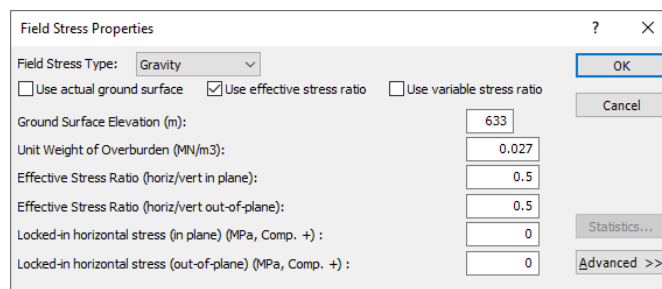 Field Stress Properties ? ×
Field Stress Type: Gravity OK
Use actual ground surface Use effective stress ratio Use variable stress ratio
Cancel
Ground Surface Elevation (m): 633
Unit Weight of Overburden (MN/m3): 0.027
Effective Stress Ratio (horiz/vert in plane): 0.5
Effective Stress Ratio (horiz/vert out-of-plane): 0.5
Statistics...
Locked-in horizontal stress (in plane) (MPa, Comp. +) : 0
Locked-in horizontal stress (out-of-plane) (MPa, Comp. +) : 0
Advanced >>